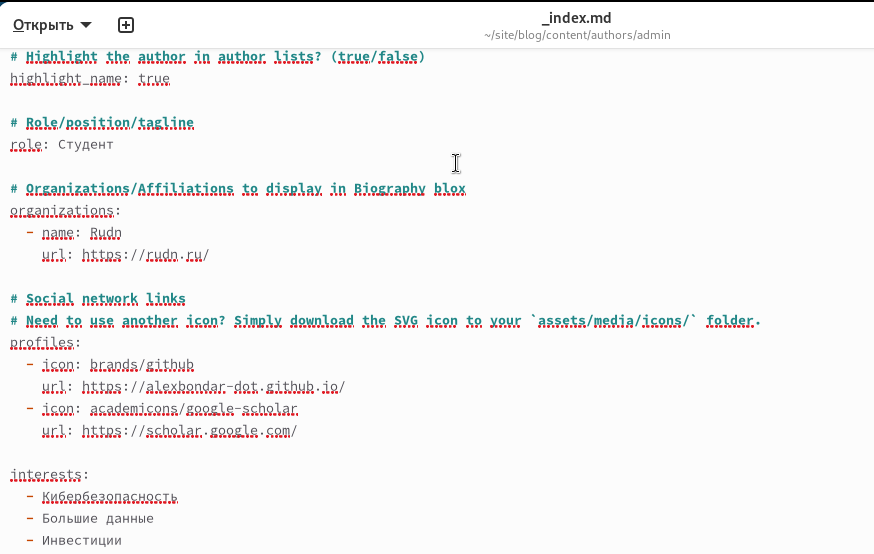 Открыть
_index.md
~/site/blog/content/authors/admin
# Highlight the author in author lists? (true/false)
highlight_name: true
# Role/position/tagline
role: Студент
# Organizations/Affiliations to display in Biography blox
organizations:
- name: Rudn
url: https://rudn.ru/
# Social network links
# Need to use another icon? Simply download the SVG icon to your `assets/media/icons/` folder.
profiles:
- icon: brands/github
url: https://alexbondar-dot.github.io/
- icon: academicons/google-scholar
url: https://scholar.google.com/
interests:
- Кибербезопасность
- Большие данные
- Инвестиции